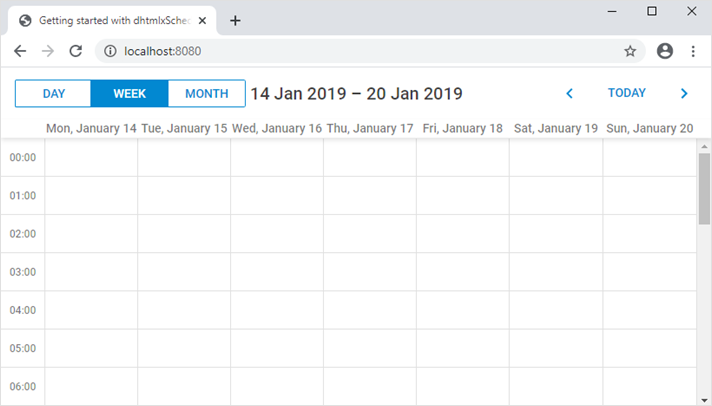 Getting started with dhtmlxSched
localhost:8080
DAY WEEK MONTH 14 Jan 2019 – 20 Jan 2019 TODAY
Mon, January 14 Tue, January 15 Wed, January 16 Thu, January 17 Fri, January 18 Sat, January 19 Sun, January 20
00:00
01:00
02:00
03:00
04:00
05:00
06:00